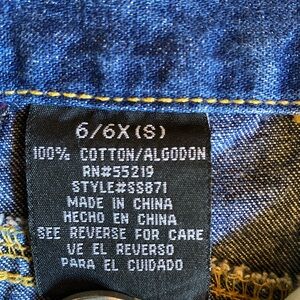 6/6X(S)
100% COTTON/ALGODON
RN#55219
STYLE#SS871
MADE IN CHINA
HECHO EN CHINA
SEE REVERSE FOR CARE
VE EL REVERSO
PARA EL CUIDADO